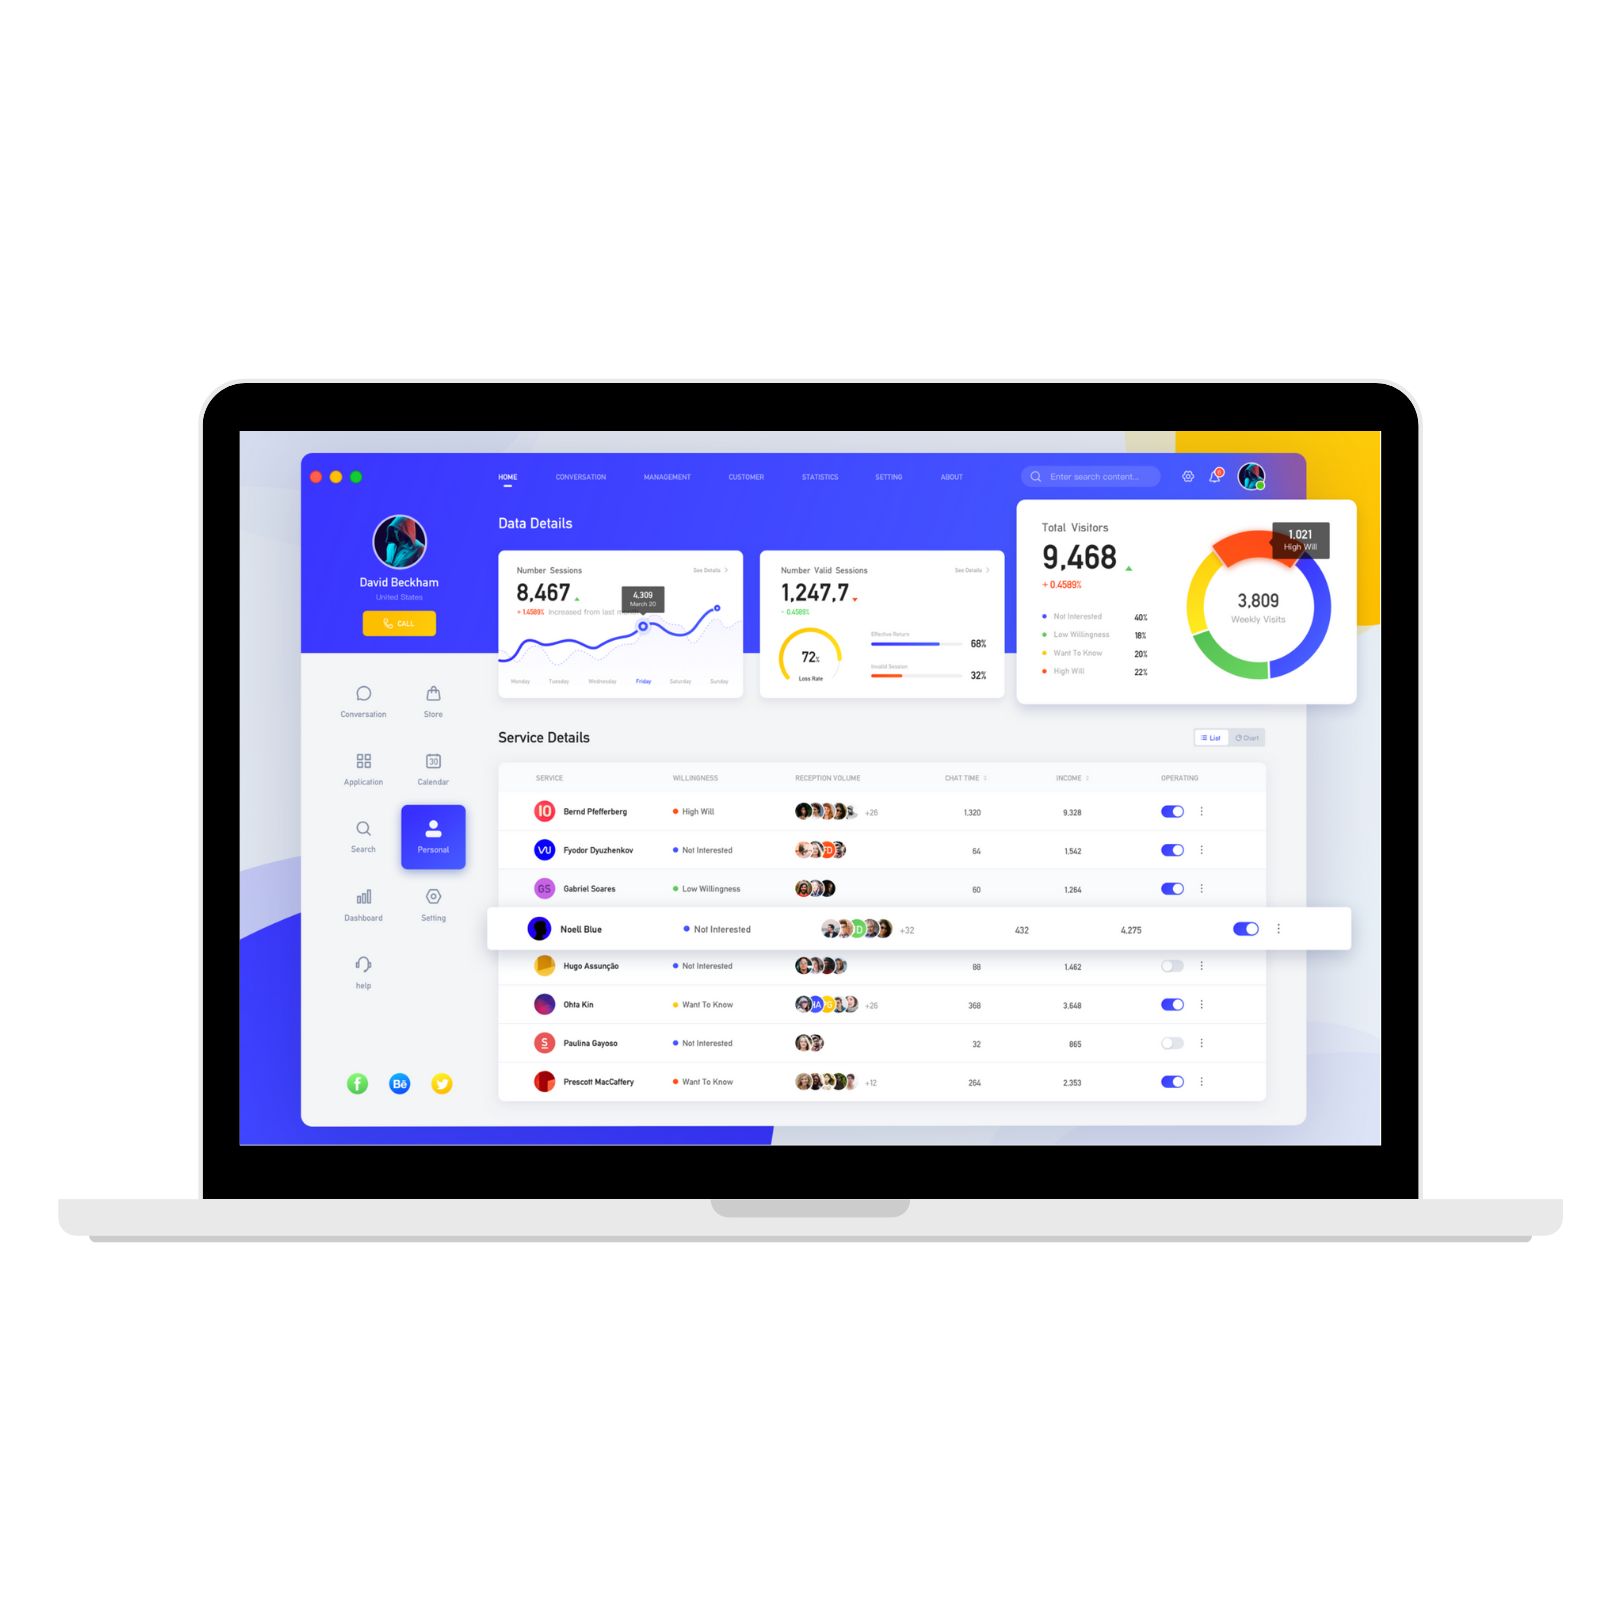 HOME CONVERSATION MANAGEMENT CUSTOMER STATISTICS SETTING ABOUT
Enter search content...
David Beckham
United States
CALL
Conversation Store
Application 30 Calendar
Search Personal
Dashboard Setting
help
Bē
Data Details
Number Sessions See Details
8,467
+ 1.4589% Increased from last
4,309
March 20
Monday Tuesday Wednesday Friday Saturday Sunday
Number Valid Sessions See Details
1,247,7
- 0.4589%
72%
Loss Rate
Effective Return
68%
Invalid Session
32%
Total Visitors
9,468
+ 0.4589%
Not Interested 40%
Low Willingness 18%
Want To Know 20%
High Will 22%
1.021
High Will
3,809
Weekly Visits
Service Details
List Chart
SERVICE WILLINGNESS RECEPTION VOLUME CHAT TIME INCOME OPERATING
IO Bernd Pfefferberg High Will +26 1,320 9,328
VU Fyodor Dyuzhenkov Not Interested 64 1,542
GS Gabriel Soares Low Willingness 60 1,264
Noell Blue Not Interested D +32 432 4,275
Hugo Assunção Not Interested 88 1,462
Ohta Kin Want To Know +26 368 3,648
S Paulina Gayoso Not Interested 32 865
Prescott MacCaffery Want To Know +12 264 2,353